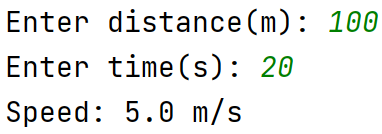 Enter distance(m): 100
Enter time(s): 20
Speed: 5.0 m/s